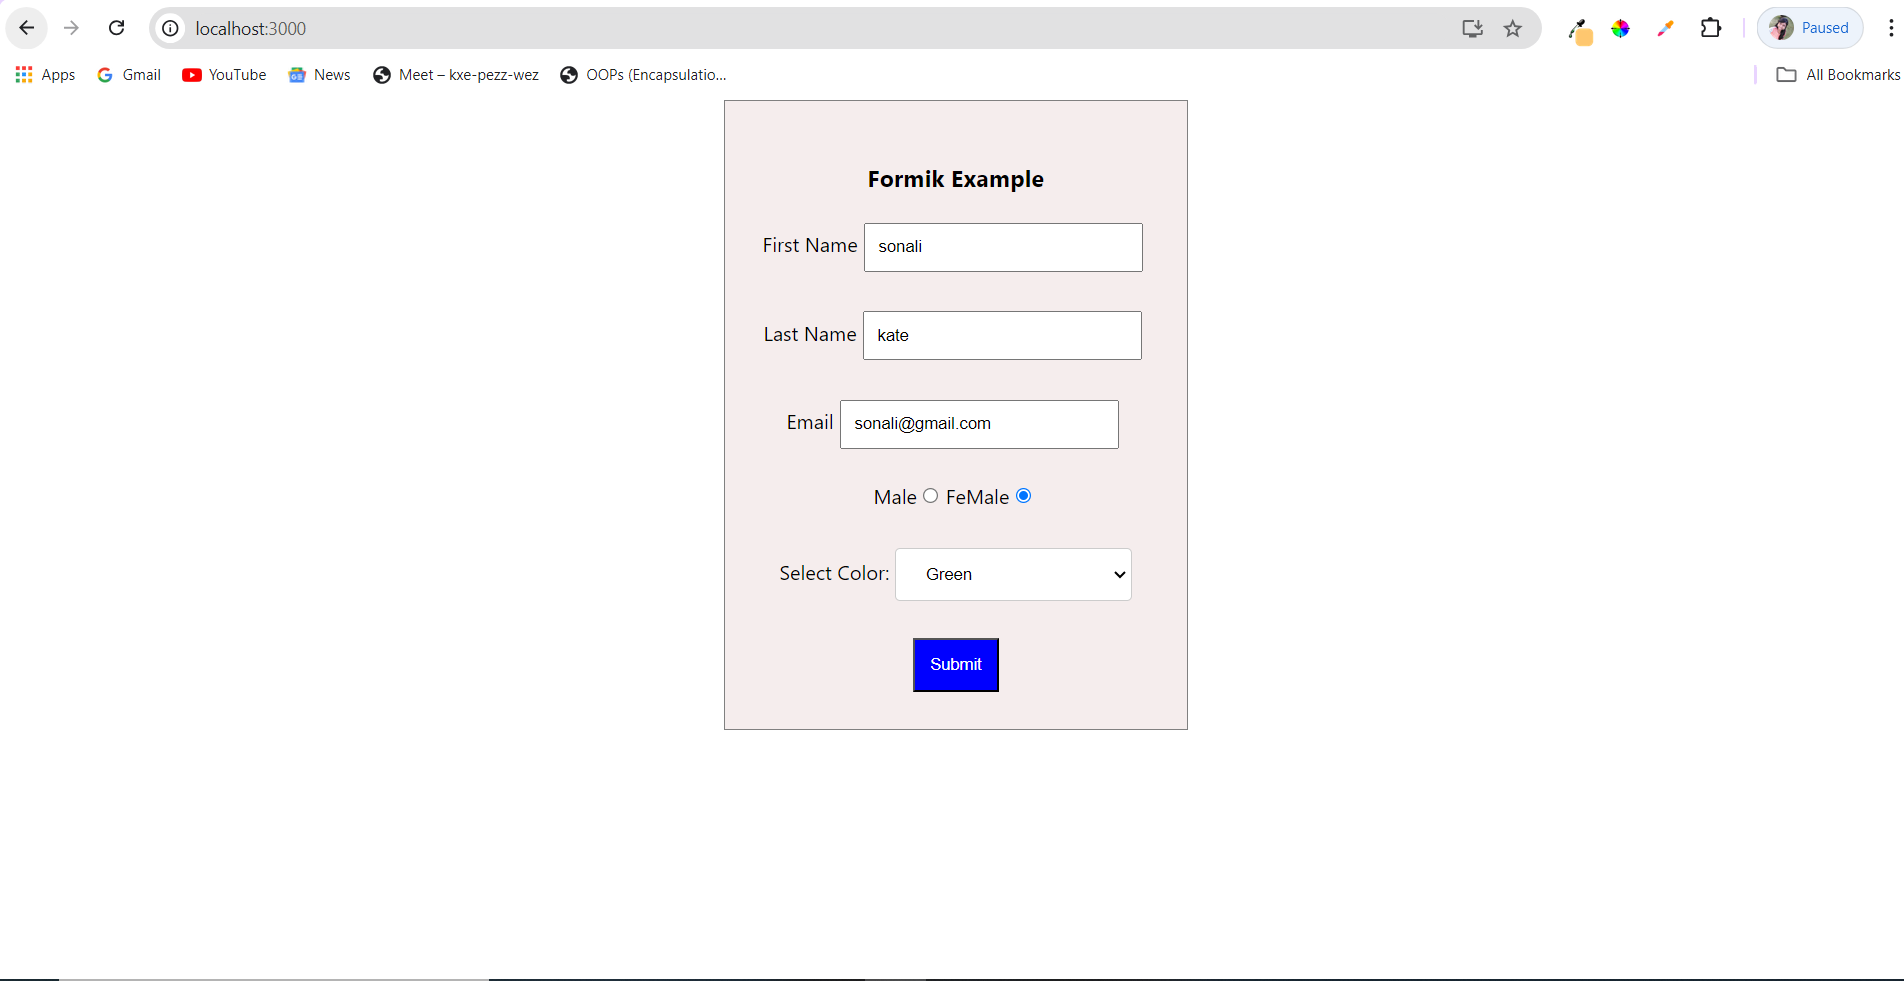 localhost:3000
Paused
Apps Gmail YouTube News Meet – kxe-pezz-wez OOPs (Encapsulatio... All Bookmarks
Formik Example
First Name sonali
Last Name kate
Email sonali@gmail.com
Male FeMale
Select Color: Green
Submit